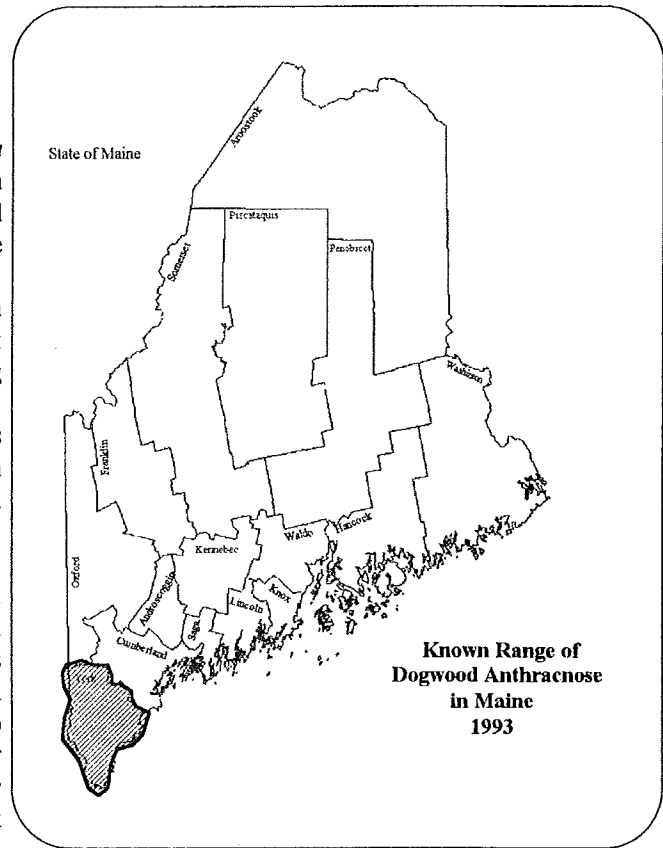 State of Maine
Aroostook
Piscataquis
Penobscot
Somerset
Washington
Franklin
Kennebec
Waldo
Hancock
Oxford
Androscoggin
Lincoln
Knox
Saga.
Cumberland
York
Known Range of
Dogwood Anthracnose
in Maine
1993